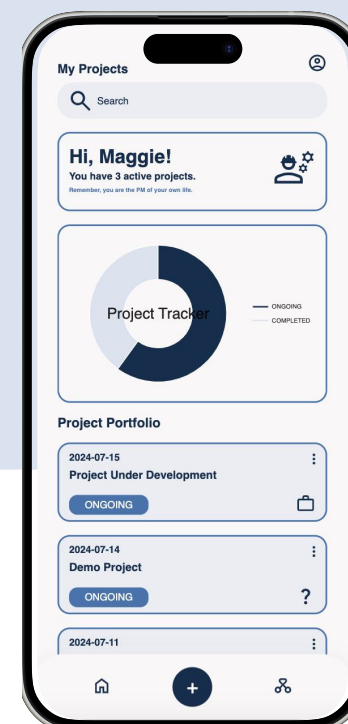 My Projects
Search
Hi, Maggie!
You have 3 active projects.
Remember, you are the PM of your own life.
Project Tracker
ONGOING
COMPLETED
Project Portfolio
2024-07-15
Project Under Development
ONGOING
2024-07-14
Demo Project
ONGOING
?
2024-07-11
+